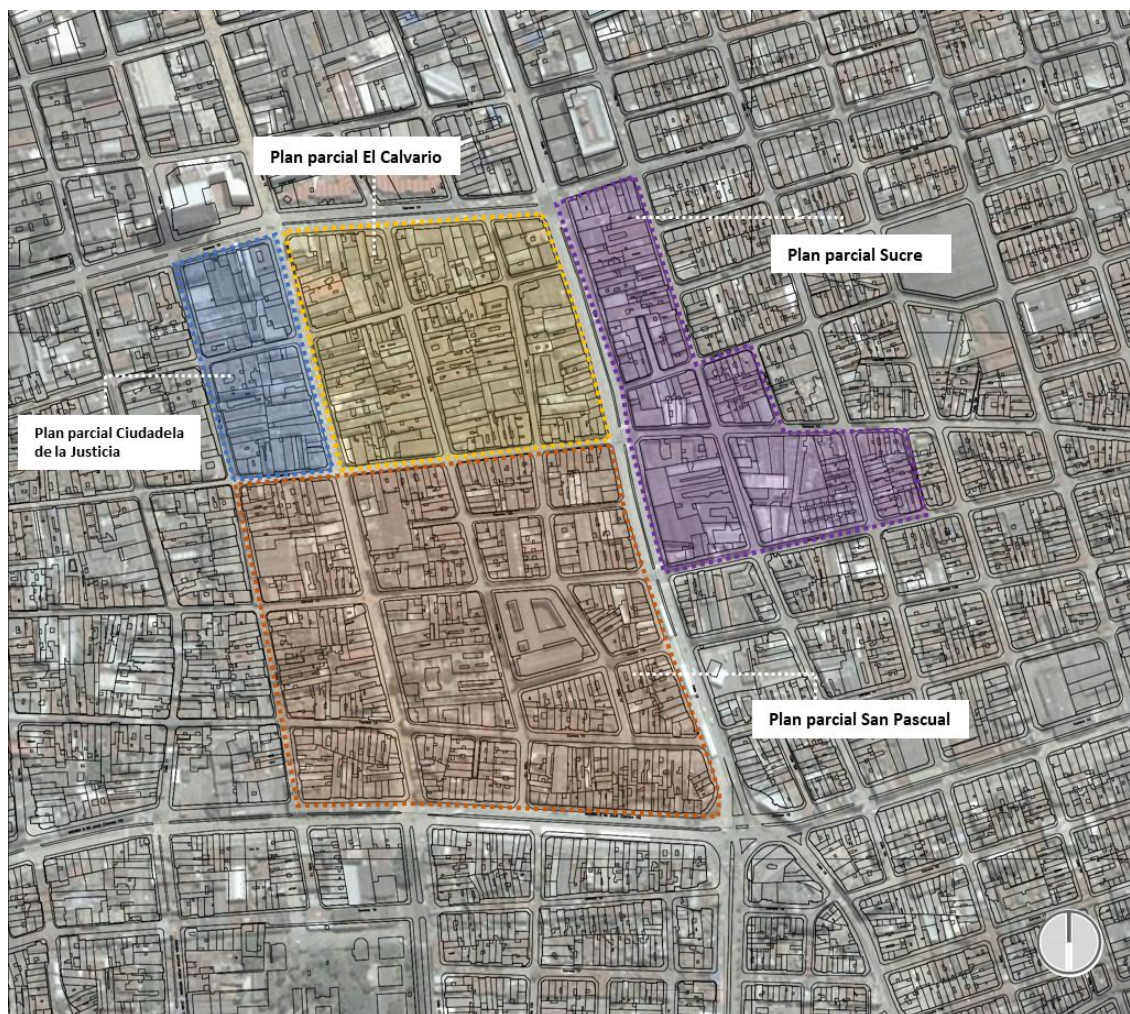 Plan parcial El Calvario
Plan parcial Sucre
Plan parcial Ciudadela
de la Justicia
Plan parcial San Pascual